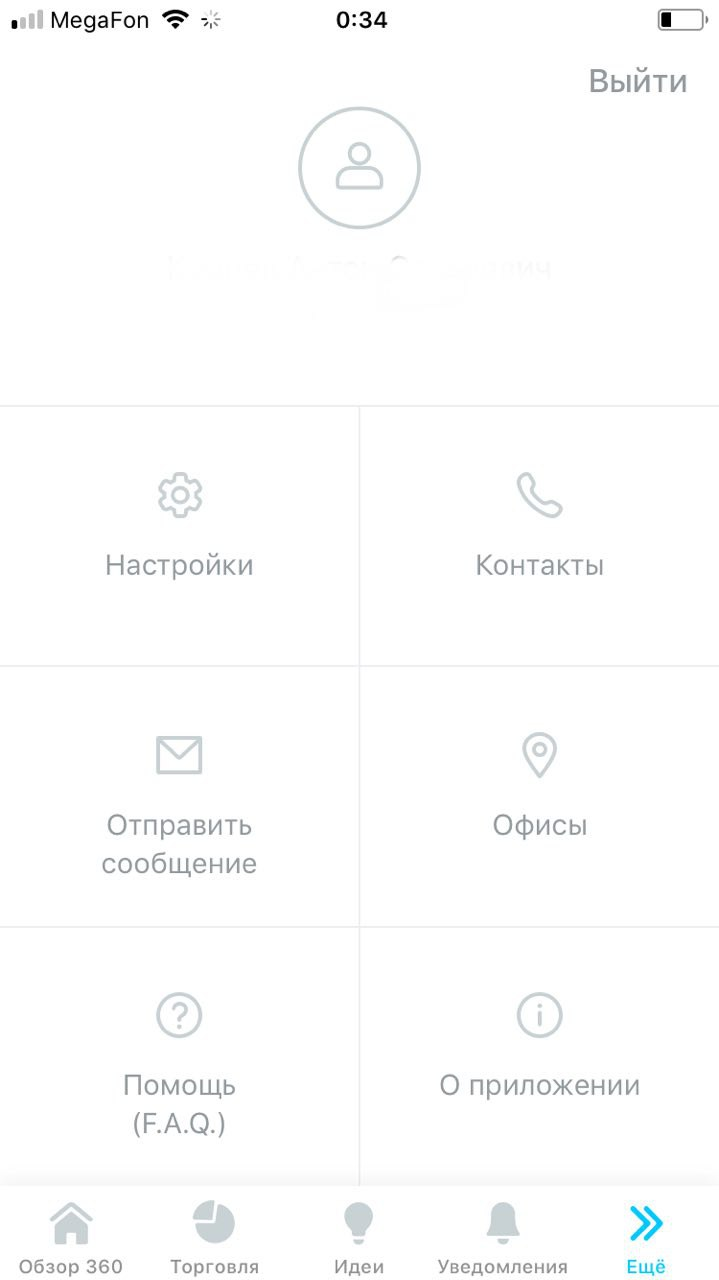 MegaFon 0:34
Выйти
Настройки
Контакты
Отправить
сообщение
Офисы
Помощь
(F.A.Q.)
О приложении
Обзор 360
Торговля
Идеи
Уведомления
Ещё